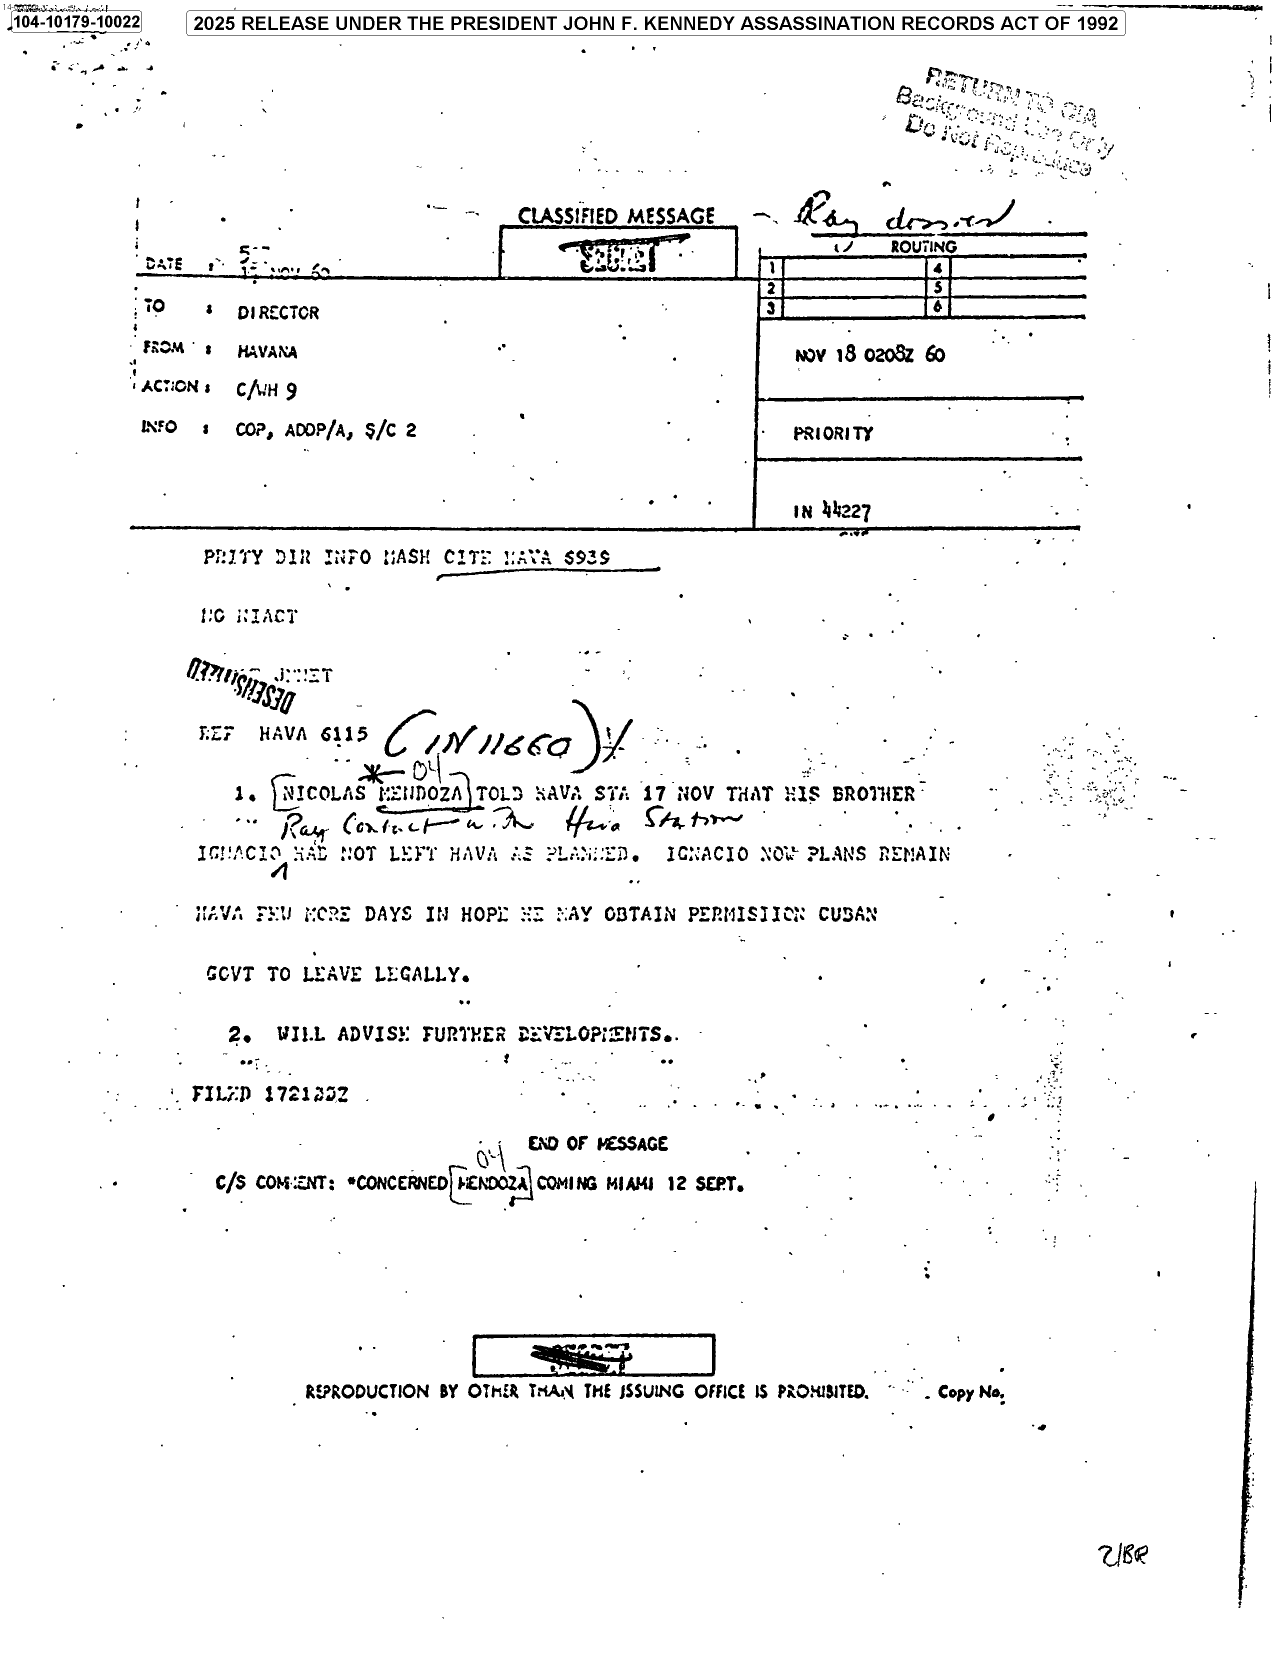 104-10179-10022
2025 RELEASE UNDER THE PRESIDENT JOHN F. KENNEDY ASSASSINATION RECORDS ACT OF 1992
RETURN TO CIA
Background Use Only
Do Not Reproduce
CLASSIFIED MESSAGE
Ray dossier
ROUTING
SECRET
DATE : NOV 60
1 4
2 5
3 6
TO : DIRECTOR
FROM : HAVANA
NOV 18 0208Z 60
ACTION : C/WH 9
INFO : COP, ADDP/A, S/C 2
PRIORITY
IN 44227
PRITY DIR INFO MASH CITE HAVA 6939
NO NIACT
JMNET
DESENSITIZED
REF HAVA 6115 (IN 11660)
04
1. NICOLAS MENDOZA TOLD HAVA STA 17 NOV THAT HIS BROTHER
Ray Contact with Hava Station
IGNACIO HAD NOT LEFT HAVA AS PLANNED. IGNACIO NOW PLANS REMAIN
HAVA FEW MORE DAYS IN HOPE HE MAY OBTAIN PERMISIION CUBAN
GOVT TO LEAVE LEGALLY.
2. WILL ADVISE FURTHER DEVELOPMENTS.
FILED
END OF MESSAGE
04
C/S COMMENT: *CONCERNED MENDOZA COMING MIAMI 12 SEPT.
REPRODUCTION BY OTHER THAN THE ISSUING OFFICE IS PROHIBITED.
Copy No.
2/BR